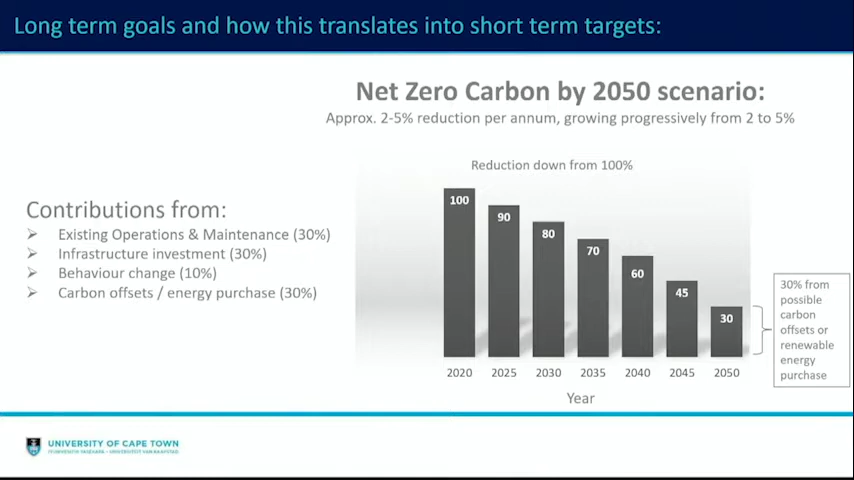 Long term goals and how this translates into short term targets:
Net Zero Carbon by 2050 scenario:
Approx. 2-5% reduction per annum, growing progressively from 2 to 5%
Contributions from:
➢ Existing Operations & Maintenance (30%)
➢ Infrastructure investment (30%)
➢ Behaviour change (10%)
➢ Carbon offsets / energy purchase (30%)
Reduction down from 100%
100
90
80
70
60
45
30
2020 2025 2030 2035 2040 2045 2050
Year
30% from
possible
carbon
offsets or
renewable
energy
purchase
UNIVERSITY OF CAPE TOWN